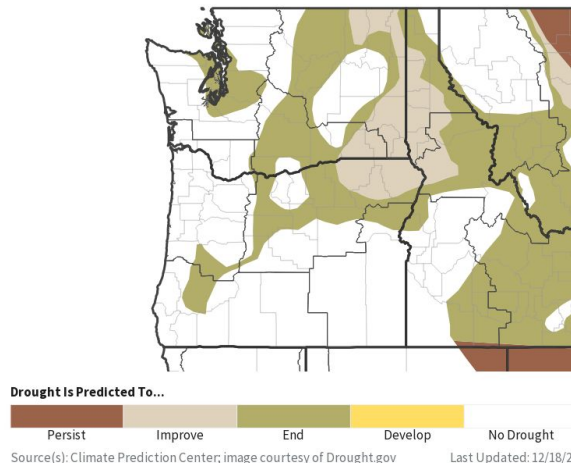 Drought Is Predicted To...
Persist Improve End Develop No Drought
Source(s): Climate Prediction Center; image courtesy of Drought.gov Last Updated: 12/18/2